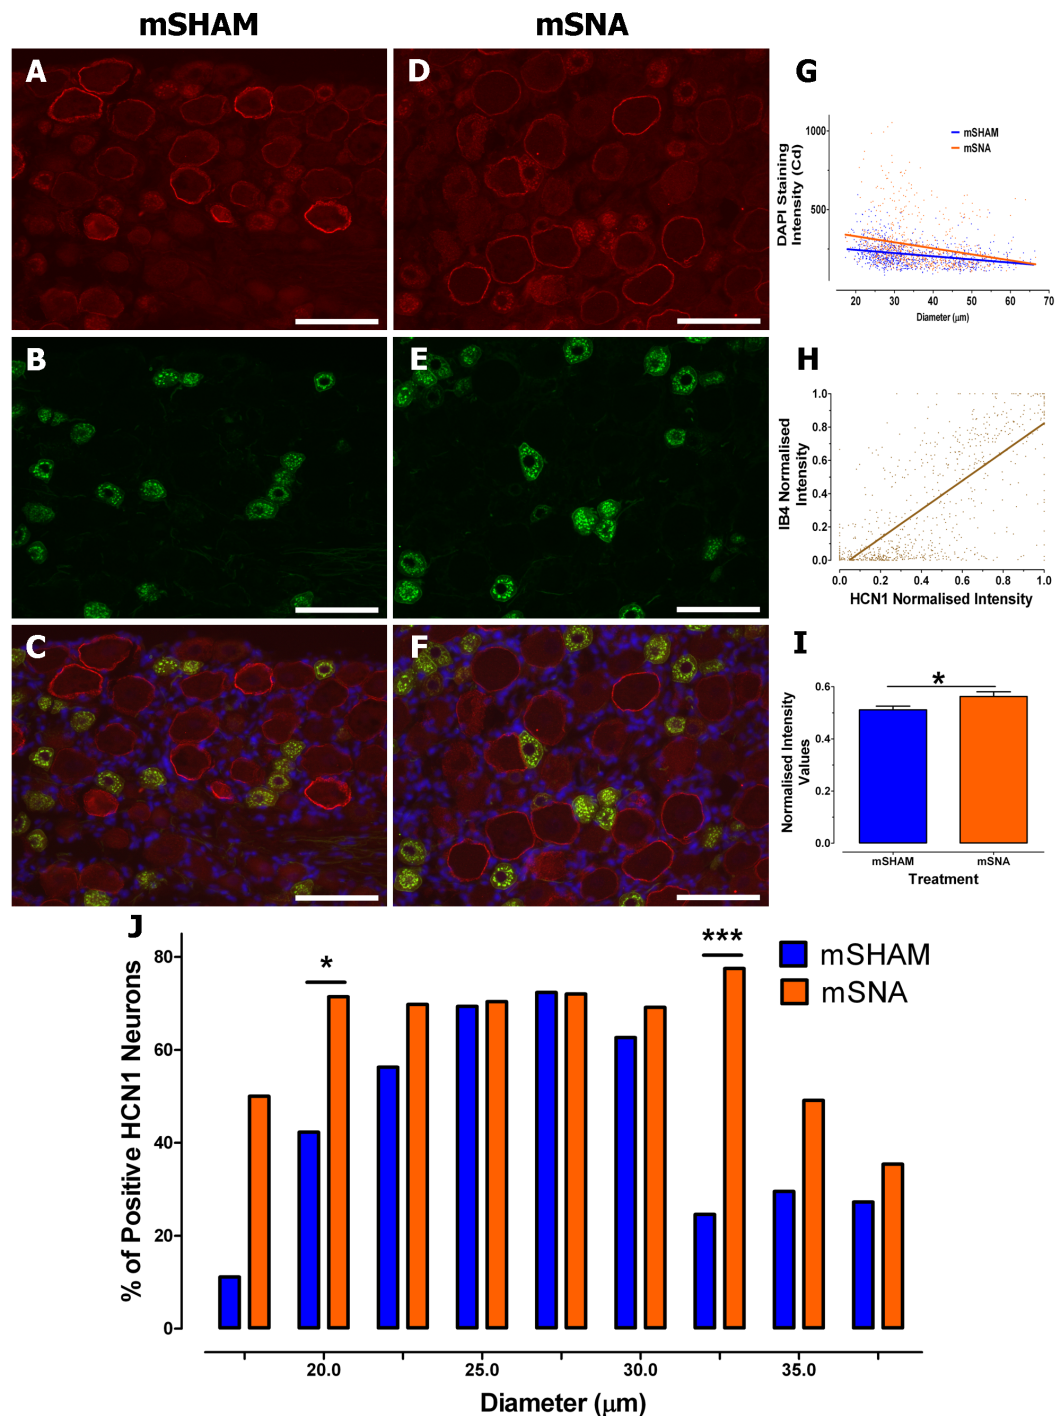 mSHAM
mSNA
A
D
G
1000
500
DAPI Staining
Intensity (Cd)
mSHAM
mSNA
20 30 40 50 60 70
Diameter (μm)
B
E
H
1.0
0.8
0.6
0.4
0.2
0.0
IB4 Normalised
Intensity
0.0 0.2 0.4 0.6 0.8 1.0
HCN1 Normalised Intensity
C
F
I
*
0.6
0.4
0.2
0.0
Normalised Intensity
Values
mSHAM mSNA
Treatment
J
80
60
40
20
0
% of Positive HCN1 Neurons
*
***
mSHAM
mSNA
20.0 25.0 30.0 35.0
Diameter (μm)